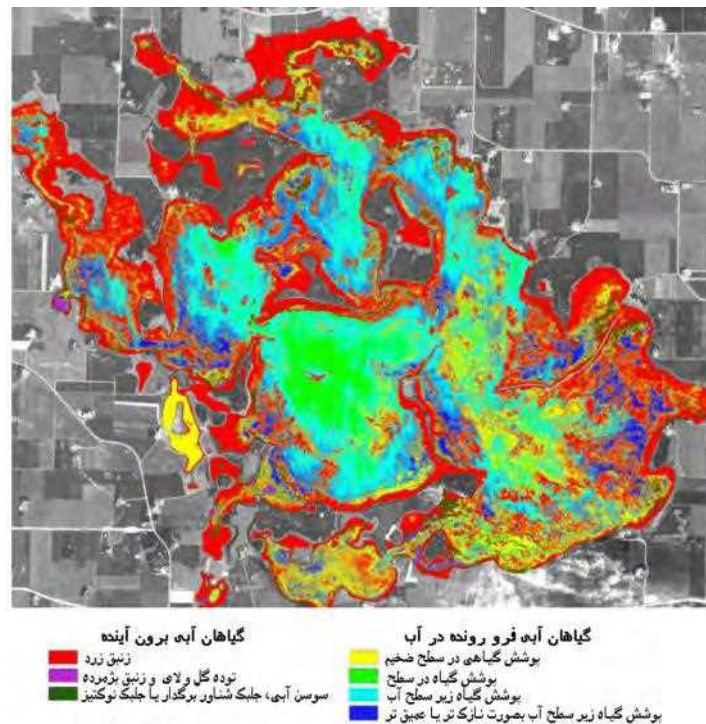 گیاهان آبی برون آینده
زنبق زرد
توده گل و لای و زنبق پژمرده
سوسن آبی، جلبک شناور برگدار یا جلبک نوکتیز
گیاهان آبی فرو رونده در آب
پوشش گیاهی در سطح ضخیم
پوشش گیاه در سطح
پوشش گیاه زیر سطح آب
پوشش گیاه زیر سطح آب بصورت نازک تر یا عمیق تر